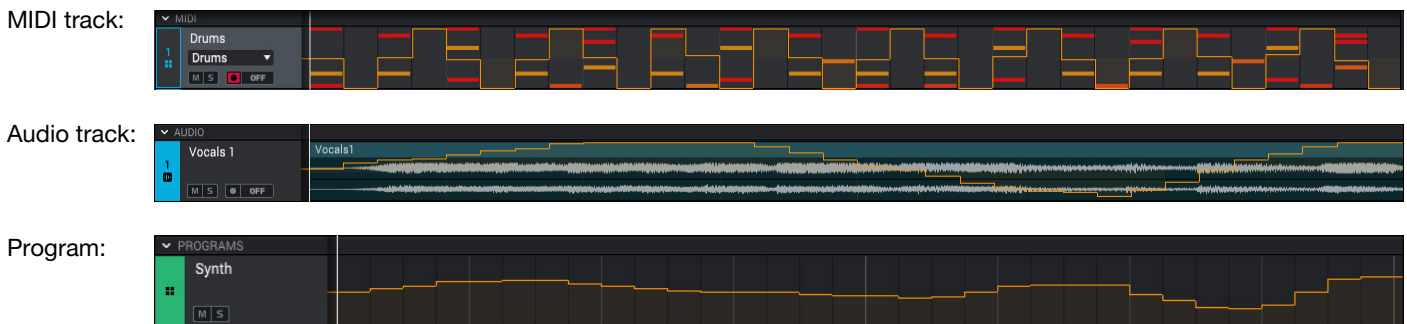 MIDI track:
MIDI
1
Drums
Drums
M S OFF
Audio track:
AUDIO
1
Vocals 1
Vocals1
M S OFF
Program:
PROGRAMS
Synth
M S